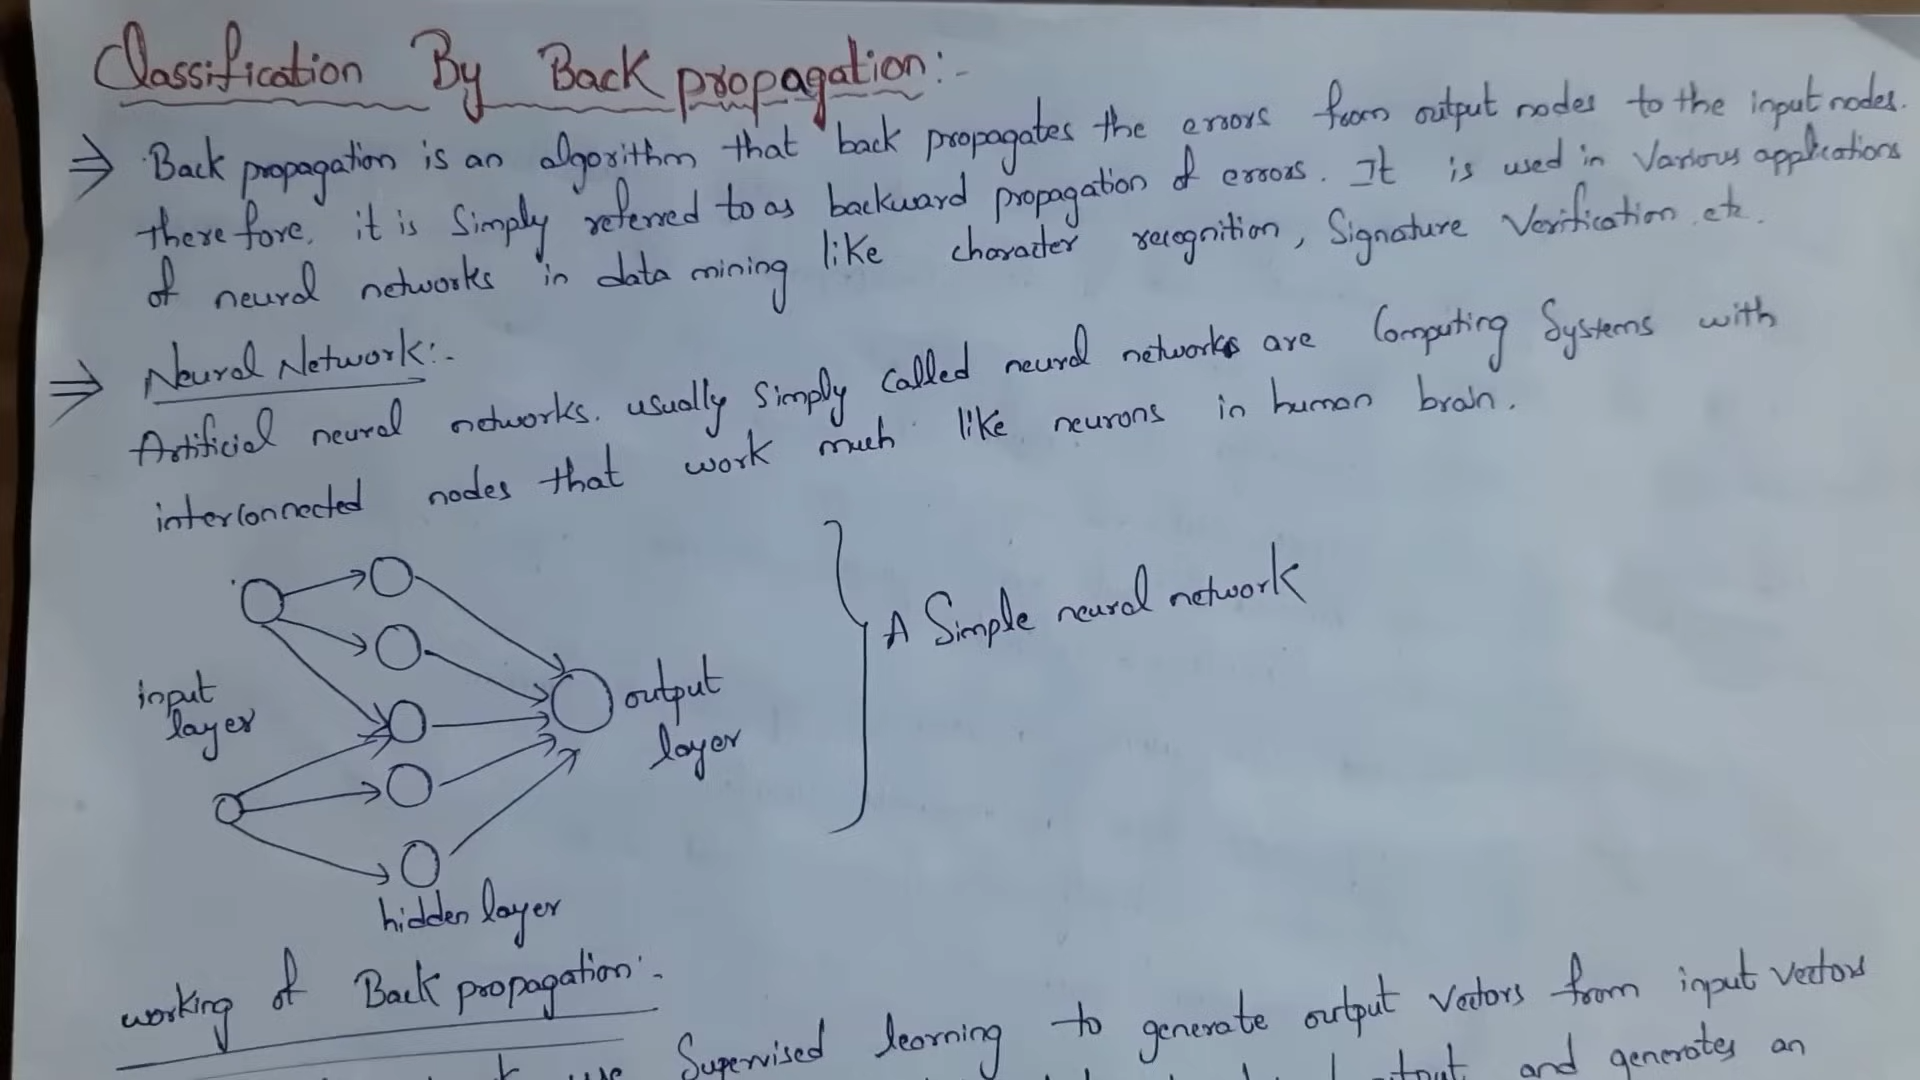 Classification By Back propagation:-
⇒ Back propagation is an algorithm that back propagates the errors from output nodes to the input nodes.
therefore, it is simply referred to as backward propagation of errors. It is used in Various applications
of neural networks in data mining like character recognition, Signature Verification etc.
⇒ Neural Network:-
Artificial neural networks. usually simply called neural networks are Computing Systems with
interconnected nodes that work much like neurons in human brain.
A Simple neural network
input
layer
output
layer
hidden layer
working of Back propagation:-
Supervised learning to generate output vectors from input vectors
and generates an